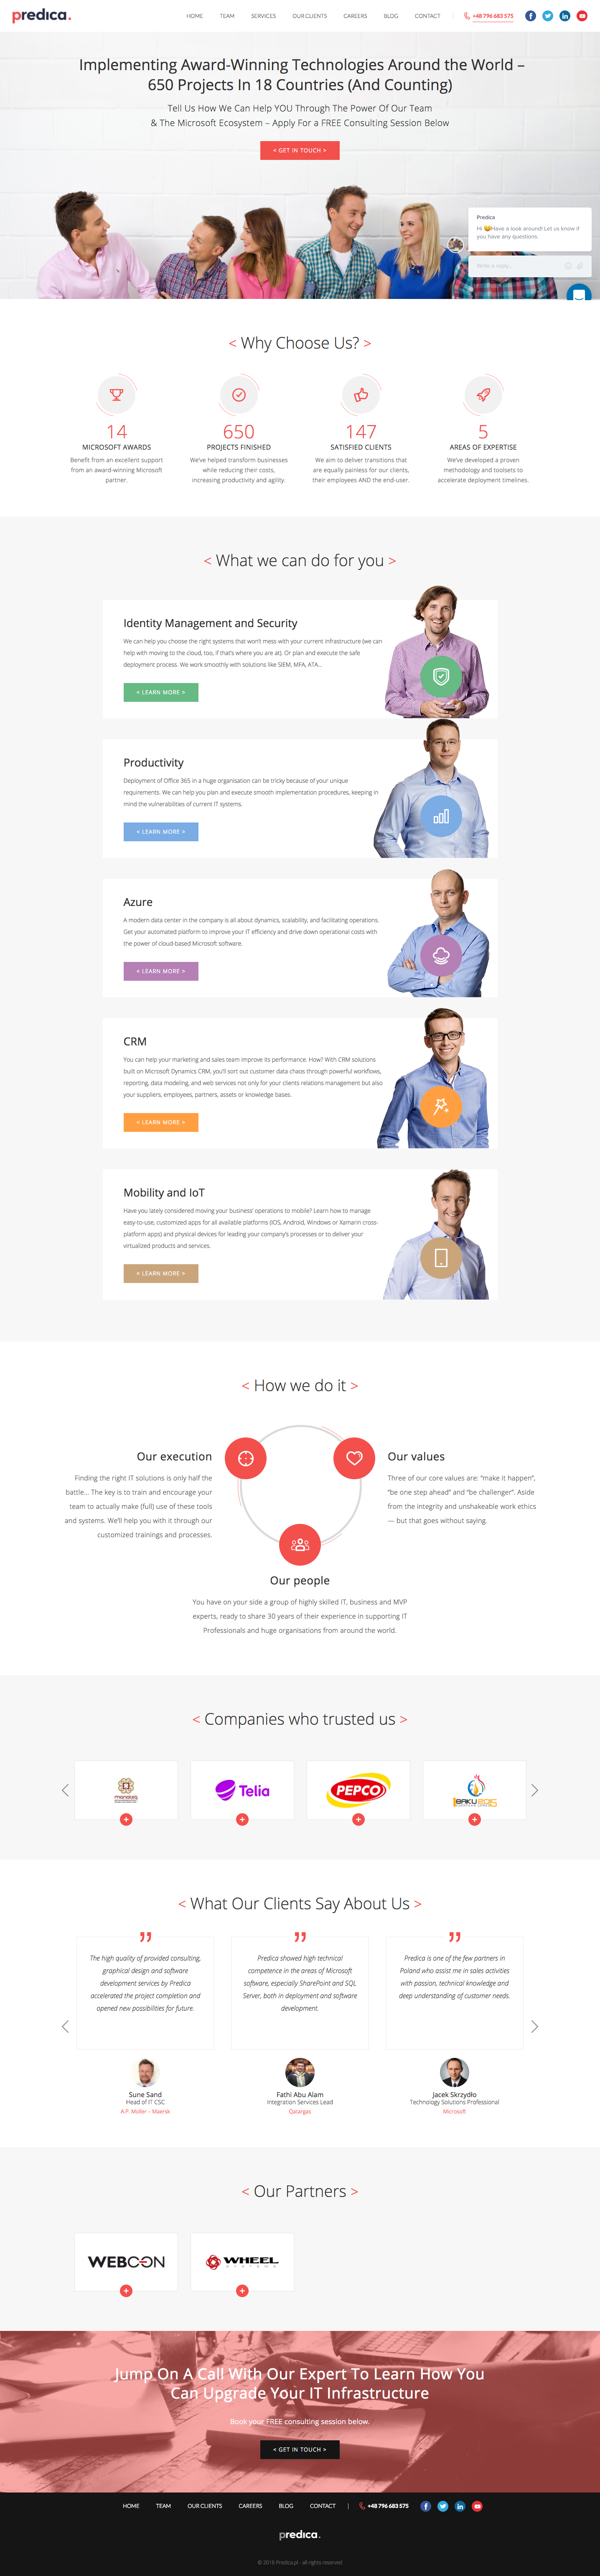 predica.
HOME TEAM SERVICES OUR CLIENTS CAREERS BLOG CONTACT +48 796 683 575
Implementing Award-Winning Technologies Around the World –
650 Projects In 18 Countries (And Counting)
Tell Us How We Can Help YOU Through The Power Of Our Team
& The Microsoft Ecosystem – Apply For a FREE Consulting Session Below
< GET IN TOUCH >
Predica
Hi 😄Have a look around! Let us know if
you have any questions.
Write a reply...
< Why Choose Us? >
14
MICROSOFT AWARDS
Benefit from an excellent support
from an award-winning Microsoft
partner.
650
PROJECTS FINISHED
We've helped transform businesses
while reducing their costs,
increasing productivity and agility.
147
SATISFIED CLIENTS
We aim to deliver transitions that
are equally painless for our clients,
their employees AND the end-user.
5
AREAS OF EXPERTISE
We've developed a proven
methodology and toolsets to
accelerate deployment timelines.
< What we can do for you >
Identity Management and Security
We can help you choose the right systems that won't mess with your current infrastructure (we can
help with moving to the cloud, too, if that's where you are at). Or plan and execute the safe
deployment process. We work smoothly with solutions like SIEM, MFA, ATA...
< LEARN MORE >
Productivity
Deployment of Office 365 in a huge organisation can be tricky because of your unique
requirements. We can help you plan and execute smooth implementation procedures, keeping in
mind the vulnerabilities of current IT systems.
< LEARN MORE >
Azure
A modern data center in the company is all about dynamics, scalability, and facilitating operations.
Get your automated platform to improve your IT efficiency and drive down operational costs with
the power of cloud-based Microsoft software.
< LEARN MORE >
CRM
You can help your marketing and sales team improve its performance. How? With CRM solutions
built on Microsoft Dynamics CRM, you'll sort out customer data chaos through powerful workflows,
reporting, data modeling, and web services not only for your clients relations management but also
your suppliers, employees, partners, assets or knowledge bases.
< LEARN MORE >
Mobility and IoT
Have you lately considered moving your business' operations to mobile? Learn how to manage
easy-to-use, customized apps for all available platforms (IOS, Android, Windows or Xamarin cross-
platform apps) and physical devices for leading your company's processes or to deliver your
virtualized products and services.
< LEARN MORE >
< How we do it >
Our execution
Finding the right IT solutions is only half the
battle... The key is to train and encourage your
team to actually make (full) use of these tools
and systems. We'll help you with it through our
customized trainings and processes.
Our values
Three of our core values are: "make it happen",
"be one step ahead" and "be challenger". Aside
from the integrity and unshakeable work ethics
— but that goes without saying.
Our people
You have on your side a group of highly skilled IT, business and MVP
experts, ready to share 30 years of their experience in supporting IT
Professionals and huge organisations from around the world.
< Companies who trusted us >
Telia
PEPCO
BAKU 2015
< What Our Clients Say About Us >
The high quality of provided consulting,
graphical design and software
development services by Predica
accelerated the project completion and
opened new possibilities for future.
Sune Sand
Head of IT CSC
A.P. Moller – Maersk
Predica showed high technical
competence in the areas of Microsoft
software, especially SharePoint and SQL
Server, both in deployment and software
development.
Fathi Abu Alam
Integration Services Lead
Qatargas
Predica is one of the few partners in
Poland who assist me in sales activities
with passion, technical knowledge and
deep understanding of customer needs.
Jacek Skrzydło
Technology Solutions Professional
Microsoft
< Our Partners >
WEBCON
WHEEL
SYSTEMS
Jump On A Call With Our Expert To Learn How You
Can Upgrade Your IT Infrastructure
Book your FREE consulting session below.
< GET IN TOUCH >
HOME TEAM OUR CLIENTS CAREERS BLOG CONTACT | +48 796 683 575
predica.
© 2018 Predica.pl - all rights reserved